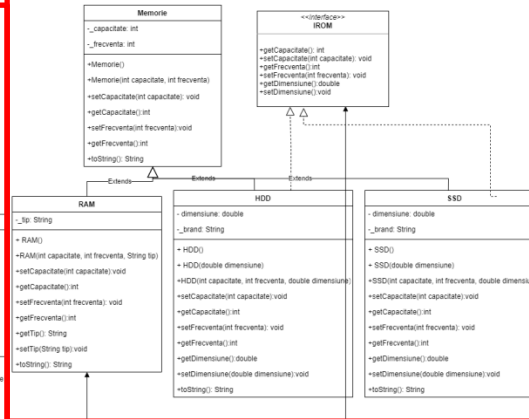 Memorie
-_capacitate: int
-_frecventa: int
+Memorie()
+Memorie(int capacitate, int frecventa)
+setCapacitate(int capacitate): void
+getCapacitate():int
+setFrecventa(int frecventa):void
+getFrecventa():int
+toString(): String
<<interface>>
IROM
+getCapacitate(): int
+setCapacitate(int capacitate): void
+getFrecventa():int
+setFrecventa(int frecventa): void
+getDimensiune():double
+setDimensiune():void
Extends
Extends
Extends
RAM
-_tip: String
+ RAM()
+RAM(int capacitate, int frecventa, String tip)
+setCapacitate(int capacitate):void
+getCapacitate():int
+setFrecventa(int frecventa): void
+getFrecventa():int
+getTip(): String
+setTip(String tip):void
+toString(): String
HDD
- dimensiune: double
-_brand: String
+ HDD()
+ HDD(double dimensiune)
+HDD(int capacitate, int frecventa, double dimensiune)
+setCapacitate(int capacitate):void
+getCapacitate():int
+setFrecventa(int frecventa): void
+getFrecventa():int
+getDimensiune():double
+setDimensiune(double dimensiune):void
+toString(): String
SSD
- dimensiune: double
-_brand: String
+ SSD()
+ SSD(double dimensiune)
+SSD(int capacitate, int frecventa, double dimensiu
+setCapacitate(int capacitate):void
+getCapacitate():int
+setFrecventa(int frecventa): void
+getFrecventa():int
+getDimensiune():double
+setDimensiune(double dimensiune):void
+toString(): String